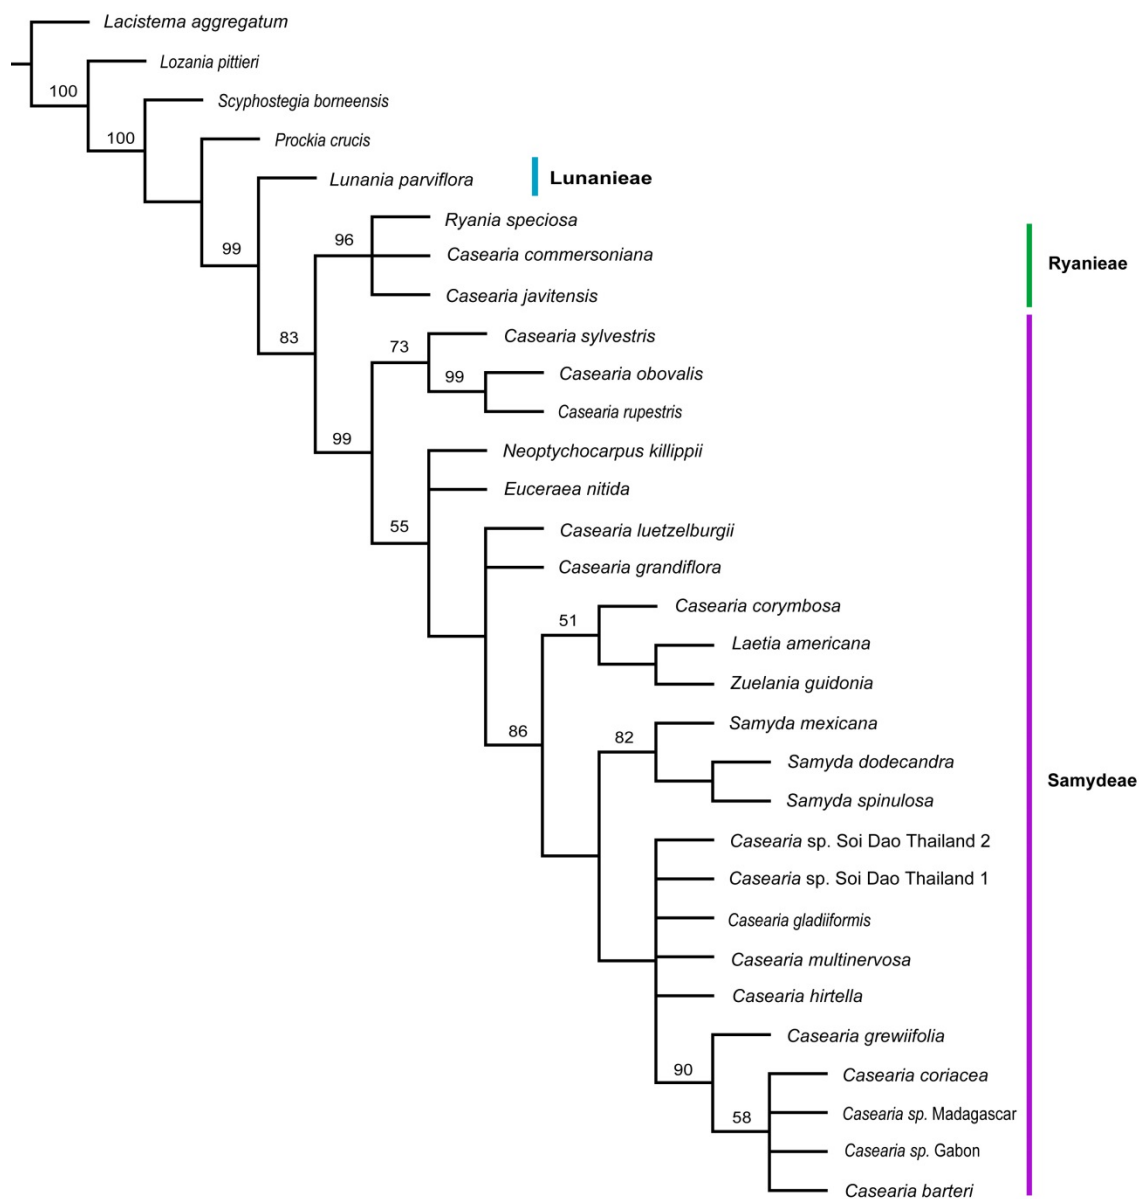 Lacistema aggregatum
Lozania pittieri
100
Scyphostegia borneensis
100
Prockia crucis
Lunania parviflora
Lunanieae
Ryania speciosa
96
99
Casearia commersoniana
Ryanieae
Casearia javitensis
83
Casearia sylvestris
73
Casearia obovalis
99
Casearia rupestris
99
Neoptychocarpus killippii
Euceraea nitida
55
Casearia luetzelburgii
Casearia grandiflora
Casearia corymbosa
51
Laetia americana
Zuelania guidonia
86
Samyda mexicana
82
Samyda dodecandra
Samydeae
Samyda spinulosa
Casearia sp. Soi Dao Thailand 2
Casearia sp. Soi Dao Thailand 1
Casearia gladiiformis
Casearia multinervosa
Casearia hirtella
Casearia grewiifolia
90
Casearia coriacea
Casearia sp. Madagascar
58
Casearia sp. Gabon
Casearia barteri